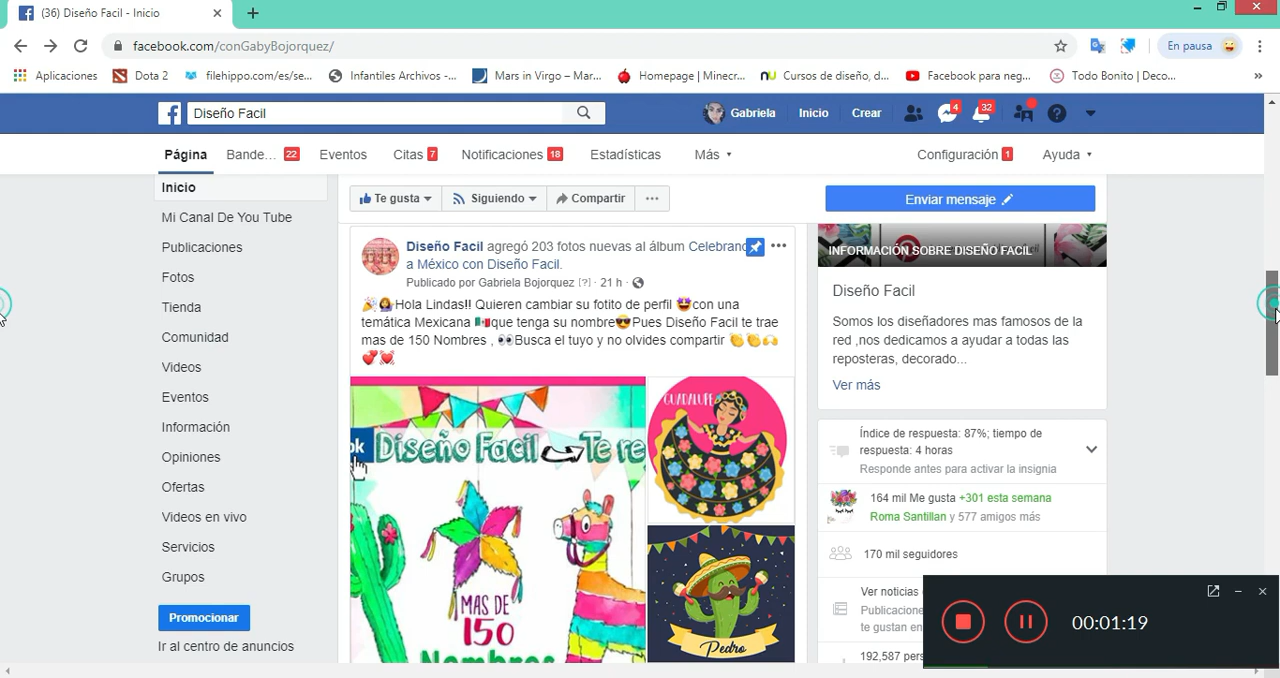 (36) Diseño Facil - Inicio
facebook.com/conGabyBojorquez/
En pausa
Aplicaciones
Dota 2
filehippo.com/es/se...
Infantiles Archivos -...
Mars in Virgo – Mar...
Homepage | Minecr...
Cursos de diseño, d...
Facebook para neg...
Todo Bonito | Deco...
»
Diseño Facil
Gabriela
Inicio
Crear
4
32
Página
Bande... 22
Eventos
Citas 7
Notificaciones 18
Estadísticas
Más
Configuración 1
Ayuda
Inicio
Mi Canal De You Tube
Publicaciones
Fotos
Tienda
Comunidad
Videos
Eventos
Información
Opiniones
Ofertas
Videos en vivo
Servicios
Grupos
Promocionar
Ir al centro de anuncios
Te gusta
Siguiendo
Compartir
...
Enviar mensaje
Diseño Facil agregó 203 fotos nuevas al álbum Celebrand
a México con Diseño Facil.
Publicado por Gabriela Bojorquez [?] · 21 h ·
🎉💁‍♀️Hola Lindas!! Quieren cambiar su fotito de perfil 🤩con una
temática Mexicana 🇲🇽que tenga su nombre😎Pues Diseño Facil te trae
mas de 150 Nombres , 👀Busca el tuyo y no olvides compartir 👏👏🙌
💕💓
ok
Diseño Facil Te re
MAS DE
150
Nombres
GUADALUPE
Pedro
INFORMACIÓN SOBRE DISEÑO FACIL
Diseño Facil
Somos los diseñadores mas famosos de la
red ,nos dedicamos a ayudar a todas las
reposteras, decorado...
Ver más
Índice de respuesta: 87%; tiempo de
respuesta: 4 horas
Responde antes para activar la insignia
164 mil Me gusta +301 esta semana
Roma Santillan y 577 amigos más
170 mil seguidores
Ver noticias
Publicacione
te gustan en
192,587 pers
00:01:19